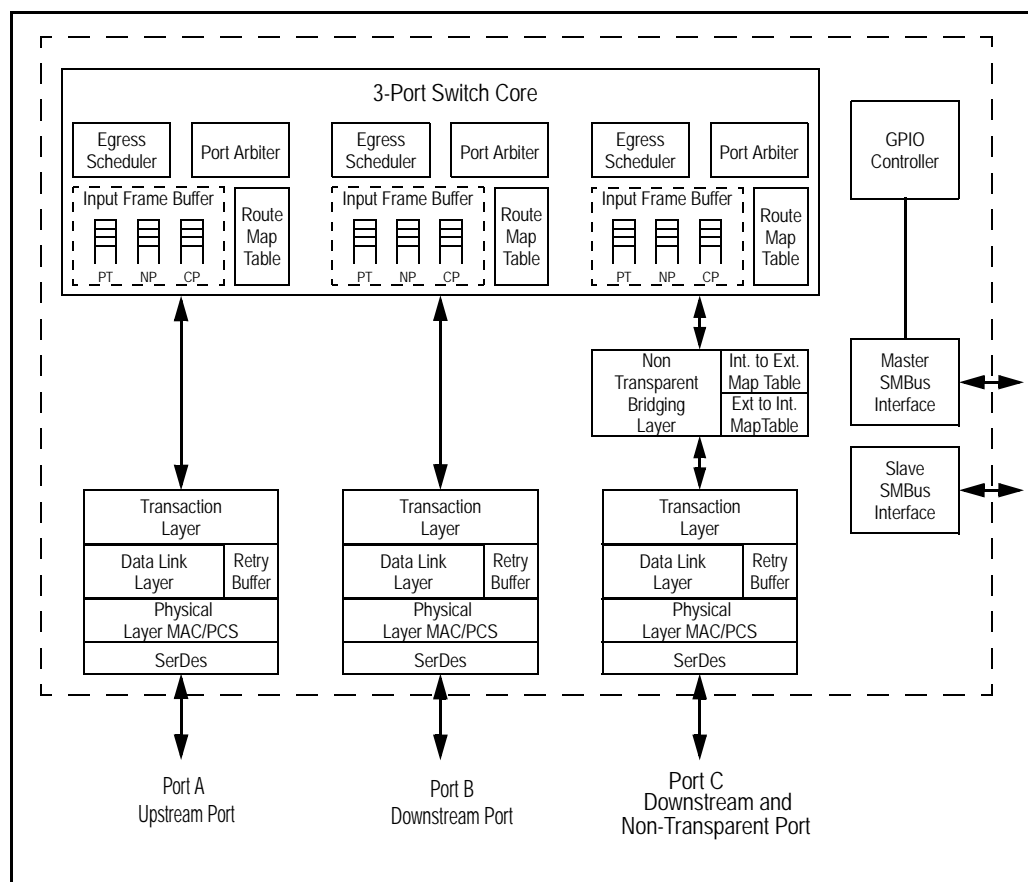 3-Port Switch Core
Egress
Scheduler
Port Arbiter
Input Frame Buffer
PT
NP
CP
Route
Map
Table
Egress
Scheduler
Port Arbiter
Input Frame Buffer
PT
NP
CP
Route
Map
Table
Egress
Scheduler
Port Arbiter
Input Frame Buffer
PT
NP
CP
Route
Map
Table
GPIO
Controller
Non
Transparent
Bridging
Layer
Int. to Ext.
Map Table
Ext to Int.
MapTable
Master
SMBus
Interface
Slave
SMBus
Interface
Transaction
Layer
Data Link
Layer
Retry
Buffer
Physical
Layer MAC/PCS
SerDes
Transaction
Layer
Data Link
Layer
Retry
Buffer
Physical
Layer MAC/PCS
SerDes
Transaction
Layer
Data Link
Layer
Retry
Buffer
Physical
Layer MAC/PCS
SerDes
Port A
Upstream Port
Port B
Downstream Port
Port C
Downstream and
Non-Transparent Port